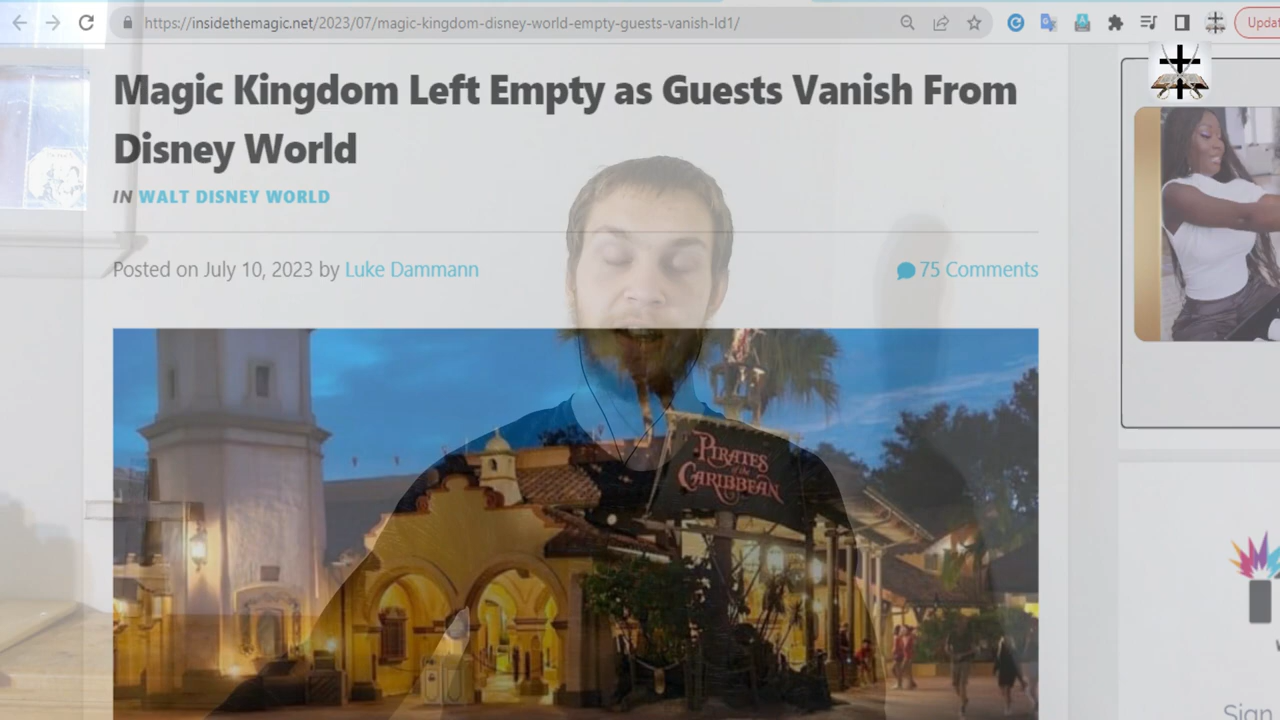 https://insidethemagic.net/2023/07/magic-kingdom-disney-world-empty-guests-vanish-ld1/
Updat
Magic Kingdom Left Empty as Guests Vanish From
Disney World
IN WALT DISNEY WORLD
Posted on July 10, 2023 by Luke Dammann
75 Comments
PIRATES
of the
CARIBBEAN
Sign